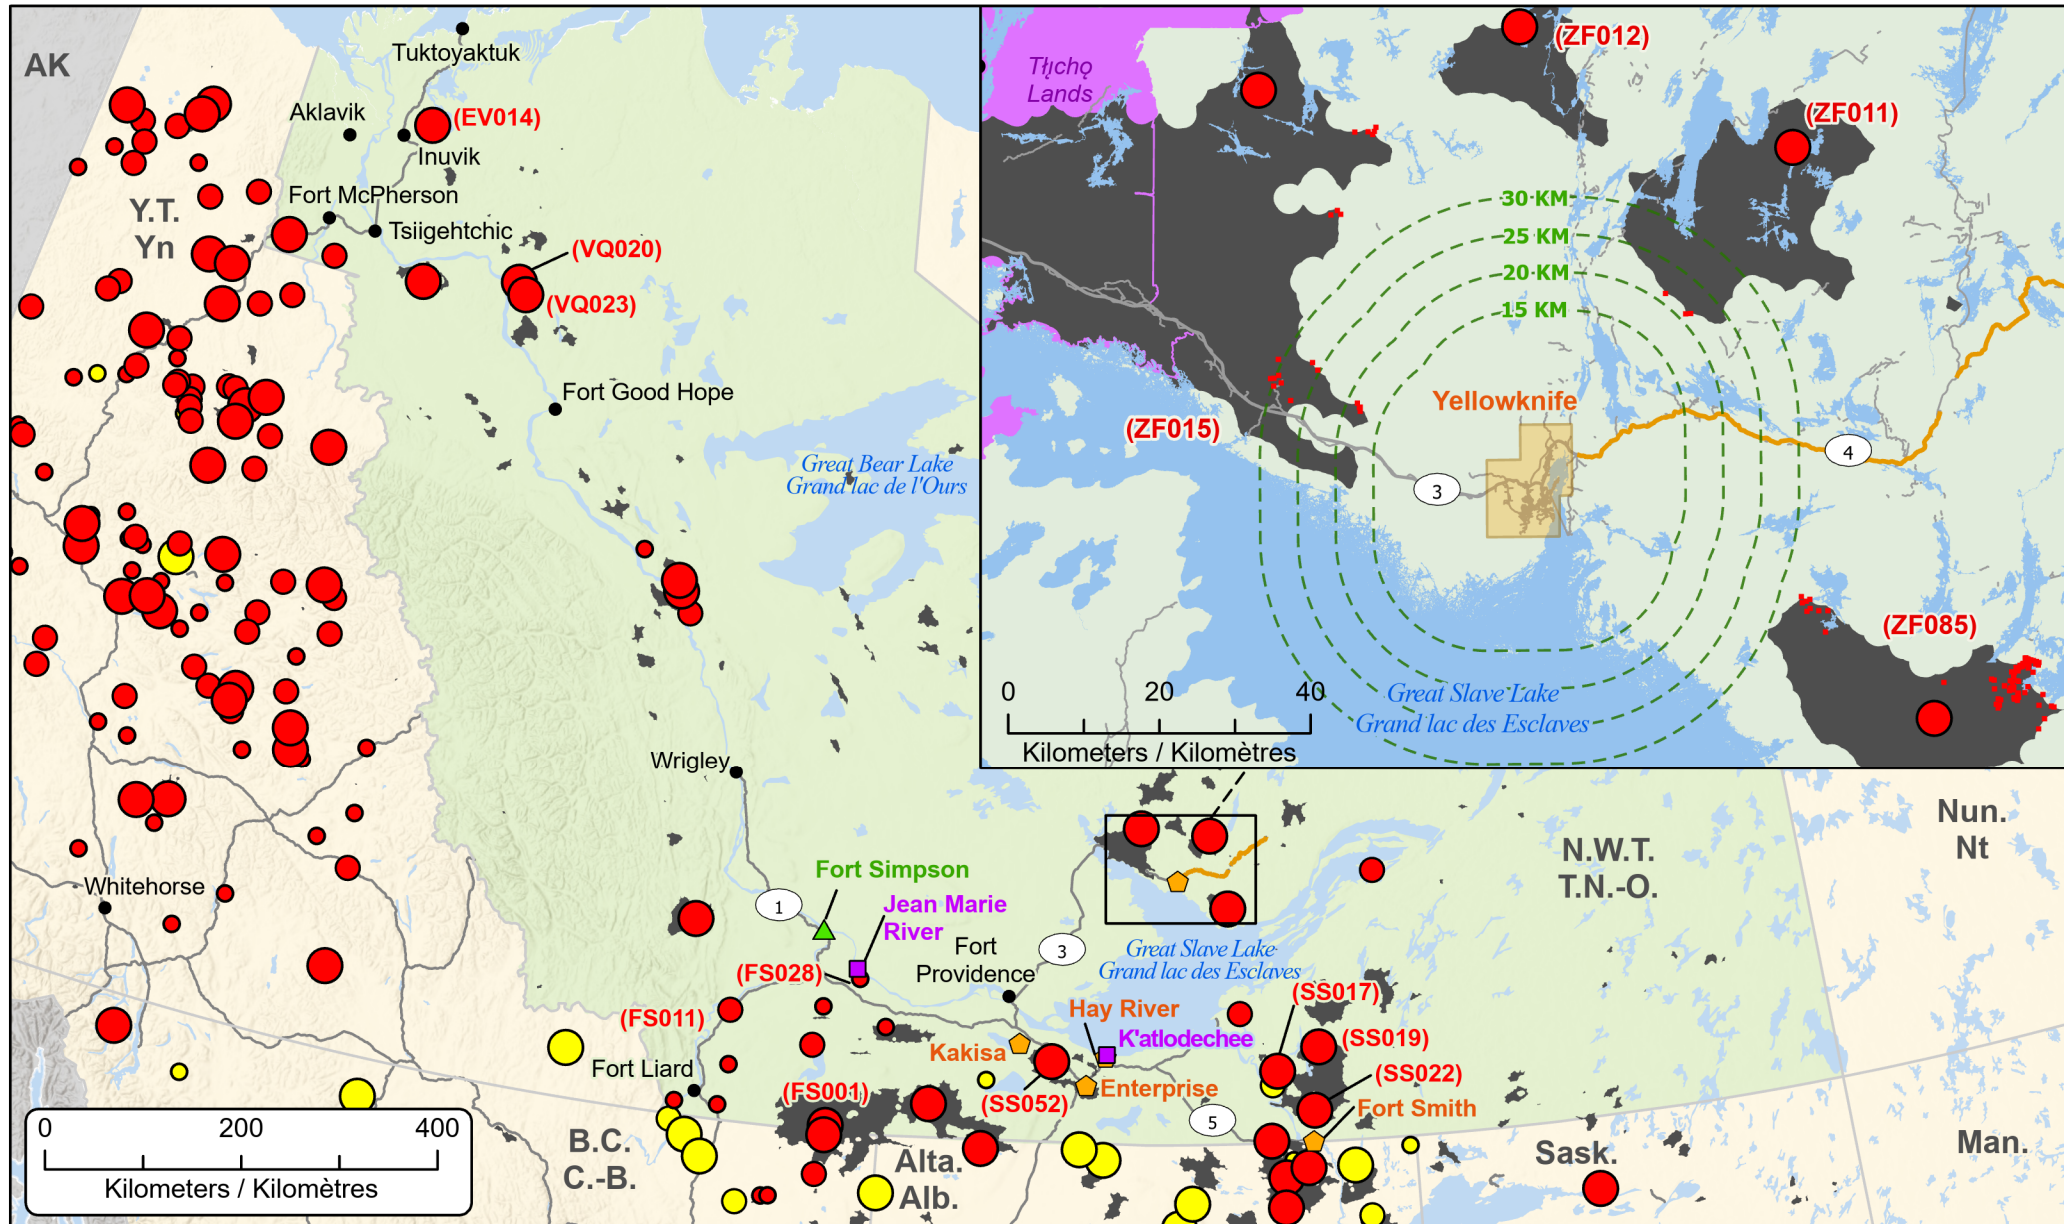 AK
Tuktoyaktuk
Aklavik
(EV014)
Inuvik
Fort McPherson
Y.T.
Yn
Tsiigehtchic
(VQ020)
(VQ023)
Fort Good Hope
Great Bear Lake
Grand lac de l'Ours
Wrigley
Whitehorse
Fort Simpson
1
Jean Marie
River
Fort
Providence
3
(FS028)
(FS011)
Great Slave Lake
Grand lac des Esclaves
Hay River
K'atlodechee
Kakisa
Enterprise
Fort Liard
(FS001)
(SS052)
(SS017)
(SS019)
(SS022)
Fort Smith
5
N.W.T.
T.N.-O.
Nun.
Nt
B.C.
C.-B.
Alta.
Alb.
Sask.
Man.
0 200 400
Kilometers / Kilomètres
Tłı̨chǫ
Lands
(ZF012)
(ZF011)
30 KM
25 KM
20 KM
15 KM
Yellowknife
(ZF015)
3
4
(ZF085)
0 20 40
Kilometers / Kilomètres
Great Slave Lake
Grand lac des Esclaves